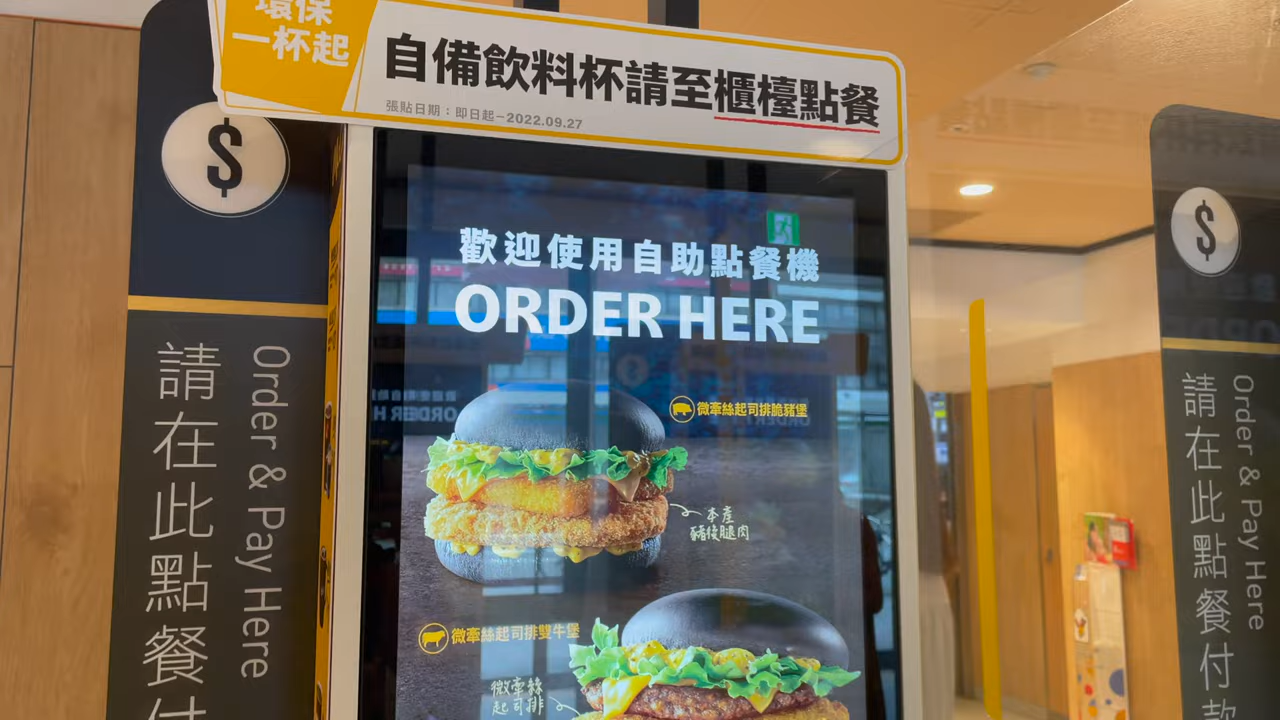 環保
一杯起
自備飲料杯請至櫃檯點餐
張貼日期：即日起-2022.09.27
$
歡迎使用自助點餐機
ORDER HERE
微牽絲起司排脆豬堡
本產
豬後腿肉
微牽絲起司排雙牛堡
微牽絲
起司排
Order & Pay Here
請在此點餐付
$
Order & Pay Here
請在此點餐付款